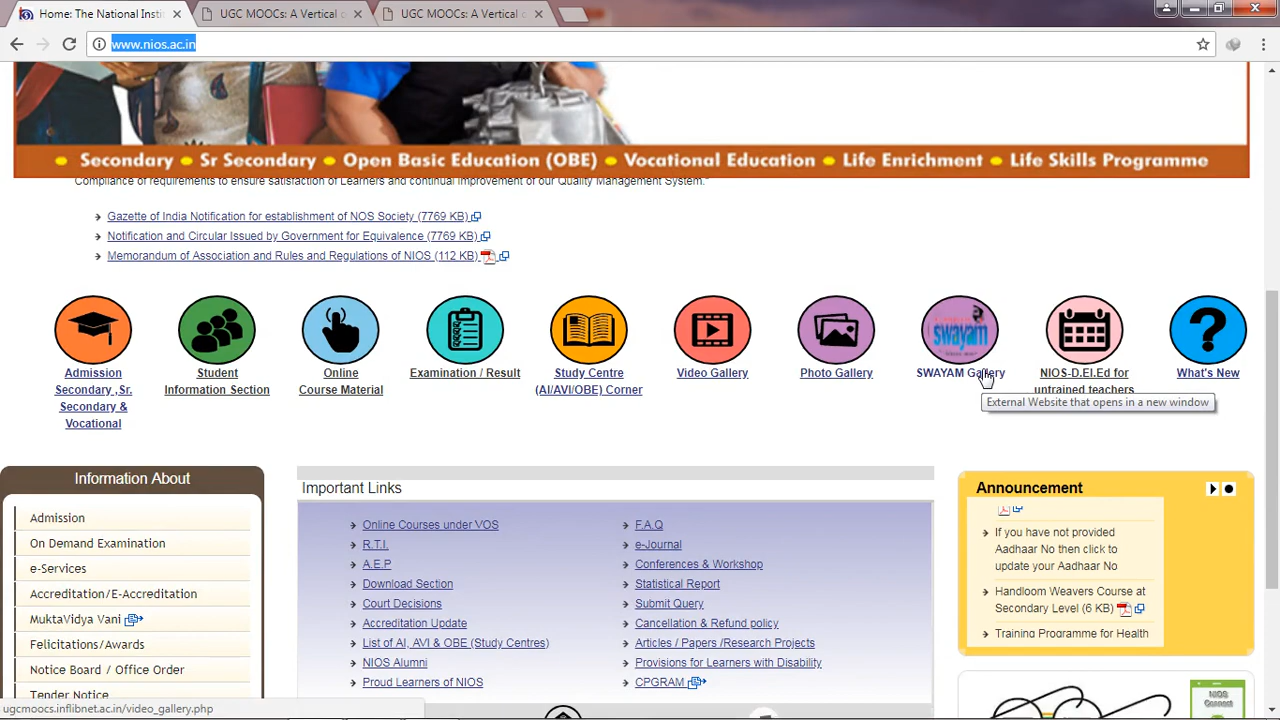 Home: The National Insti
UGC MOOCs: A Vertical o
UGC MOOCs: A Vertical o
www.nios.ac.in
Secondary Sr Secondary Open Basic Education (OBE) Vocational Education Life Enrichment Life Skills Programme
Compliance of requirements to ensure satisfaction of Learners and continual improvement of our Quality Management System."
Gazette of India Notification for establishment of NOS Society (7769 KB)
Notification and Circular Issued by Government for Equivalence (7769 KB)
Memorandum of Association and Rules and Regulations of NIOS (112 KB)
swayam
Admission
Secondary ,Sr.
Secondary &
Vocational
Student
Information Section
Online
Course Material
Examination / Result
Study Centre
(AI/AVI/OBE) Corner
Video Gallery
Photo Gallery
SWAYAM Gallery
NIOS-D.El.Ed for
untrained teachers
What's New
External Website that opens in a new window
Information About
Admission
On Demand Examination
e-Services
Accreditation/E-Accreditation
MuktaVidya Vani
Felicitations/Awards
Notice Board / Office Order
Tender Notice
Important Links
Online Courses under VOS
R.T.I.
A.E.P
Download Section
Court Decisions
Accreditation Update
List of AI, AVI & OBE (Study Centres)
NIOS Alumni
Proud Learners of NIOS
F.A.Q
e-Journal
Conferences & Workshop
Statistical Report
Submit Query
Cancellation & Refund policy
Articles / Papers /Research Projects
Provisions for Learners with Disability
CPGRAM
Announcement
If you have not provided
Aadhaar No then click to
update your Aadhaar No
Handloom Weavers Course at
Secondary Level (6 KB)
Training Programme for Health
NIOS
Connect
ugcmoocs.inflibnet.ac.in/video_gallery.php